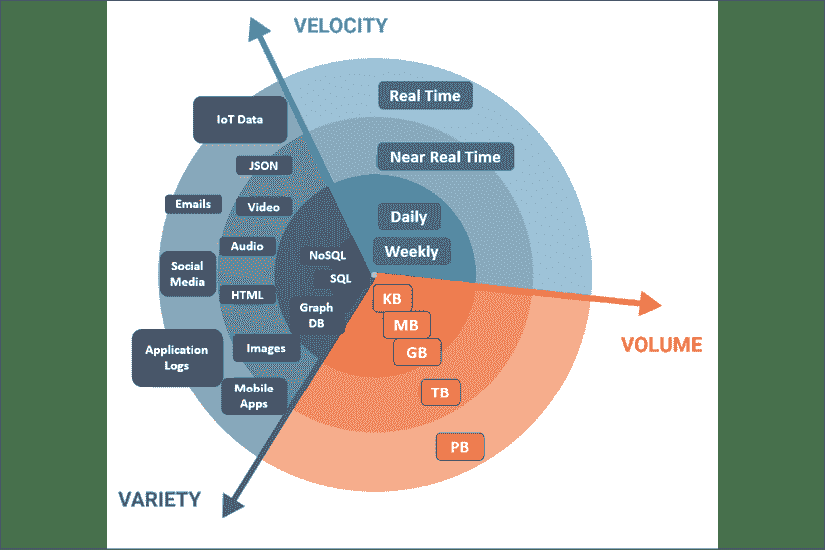 VELOCITY
Real Time
IoT Data
Near Real Time
JSON
Emails
Video
Daily
Audio
NoSQL
Weekly
Social
Media
SQL
HTML
KB
Graph
DB
MB
VOLUME
Application
Logs
Images
GB
Mobile
Apps
TB
PB
VARIETY